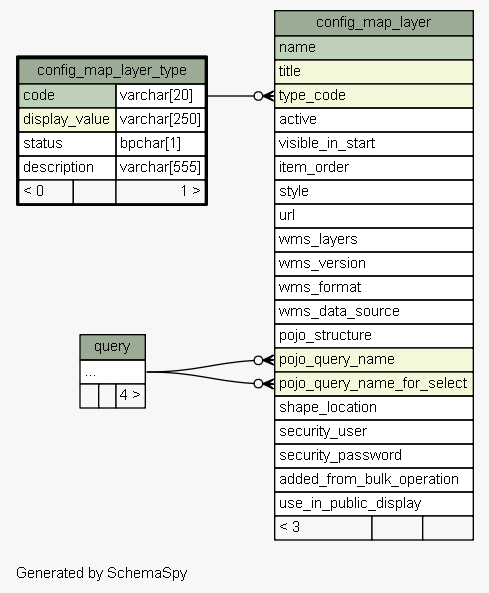 config_map_layer_type
code varchar[20]
display_value varchar[250]
status bpchar[1]
description varchar[555]
< 0 1 >
config_map_layer
name
title
type_code
active
visible_in_start
item_order
style
url
wms_layers
wms_version
wms_format
wms_data_source
pojo_structure
pojo_query_name
pojo_query_name_for_select
shape_location
security_user
security_password
added_from_bulk_operation
use_in_public_display
< 3
query
...
4 >
Generated by SchemaSpy